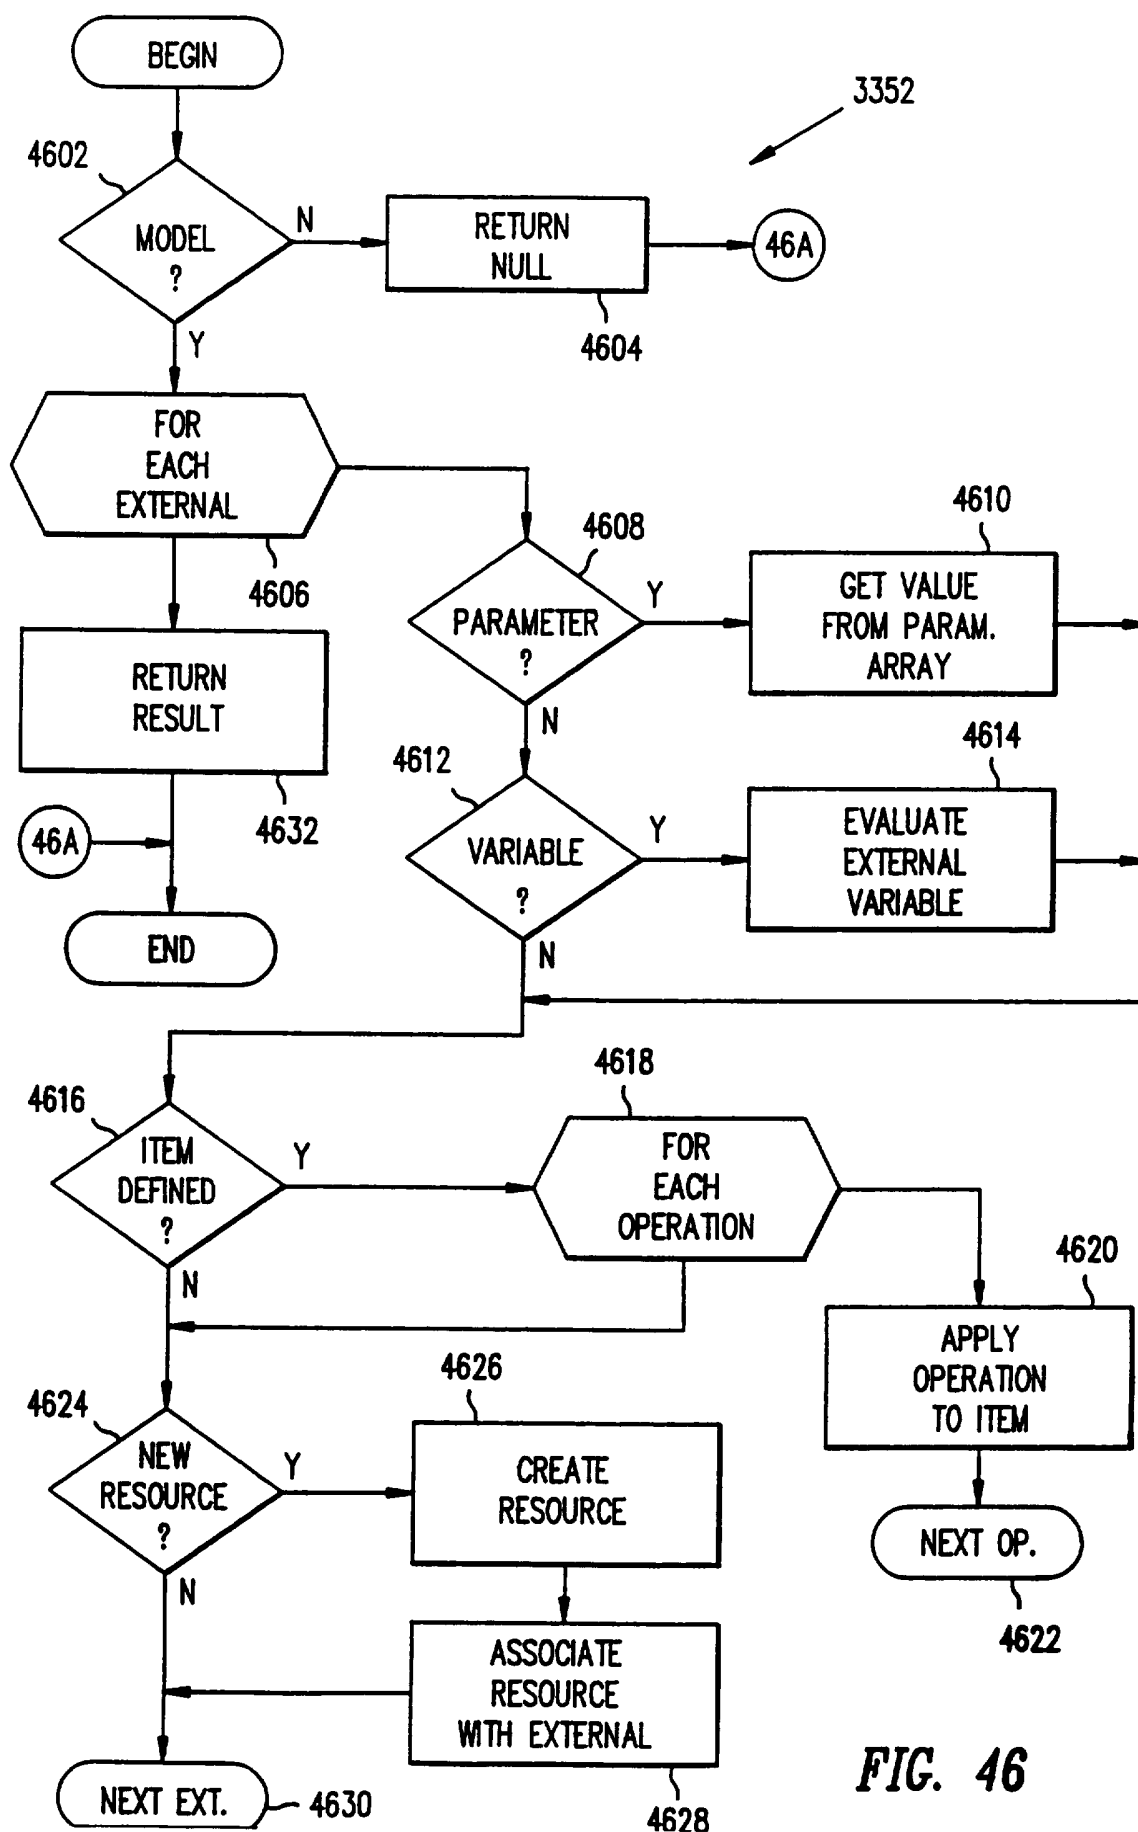 BEGIN
3352
4602
MODEL
?
N
RETURN
NULL
46A
4604
Y
FOR
EACH
EXTERNAL
4606
4608
PARAMETER
?
Y
4610
GET VALUE
FROM PARAM.
ARRAY
N
RETURN
RESULT
4632
46A
END
4612
VARIABLE
?
Y
4614
EVALUATE
EXTERNAL
VARIABLE
N
4616
ITEM
DEFINED
?
Y
4618
FOR
EACH
OPERATION
N
4620
APPLY
OPERATION
TO ITEM
NEXT OP.
4622
4624
NEW
RESOURCE
?
Y
4626
CREATE
RESOURCE
N
ASSOCIATE
RESOURCE
WITH EXTERNAL
4628
NEXT EXT.
4630
FIG. 46